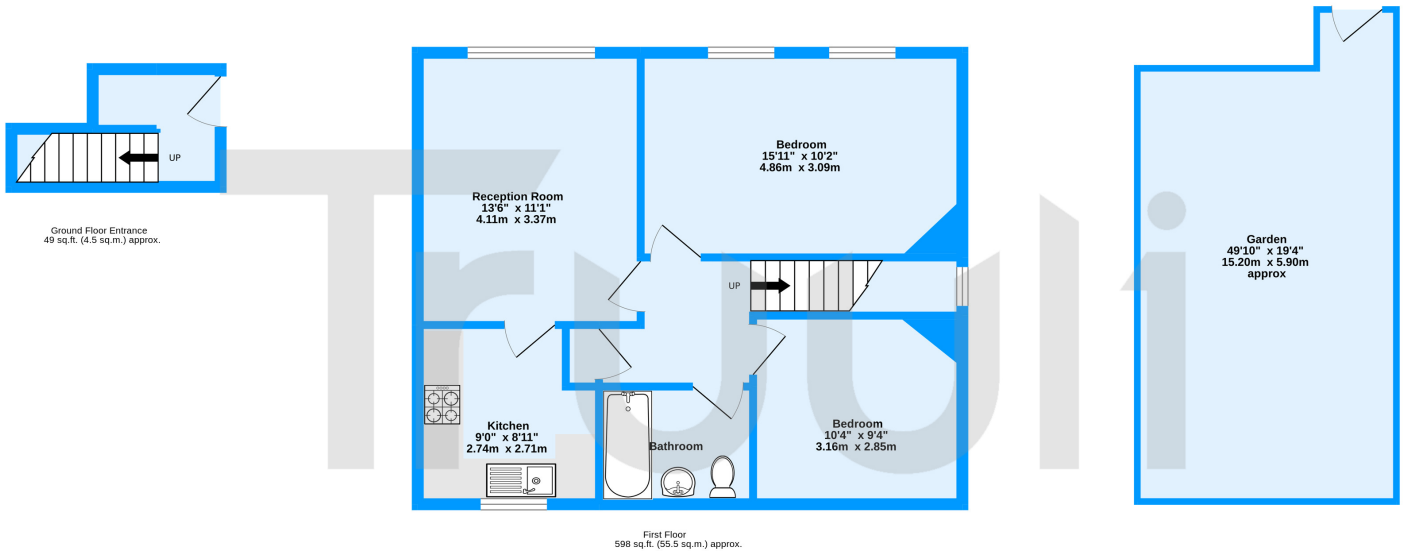 UP
Ground Floor Entrance
49 sq.ft. (4.5 sq.m.) approx.
Reception Room
13'6" x 11'1"
4.11m x 3.37m
Bedroom
15'11" x 10'2"
4.86m x 3.09m
UP
Kitchen
9'0" x 8'11"
2.74m x 2.71m
Bathroom
Bedroom
10'4" x 9'4"
3.16m x 2.85m
First Floor
598 sq.ft. (55.5 sq.m.) approx.
Garden
49'10" x 19'4"
15.20m x 5.90m
approx
Truuli